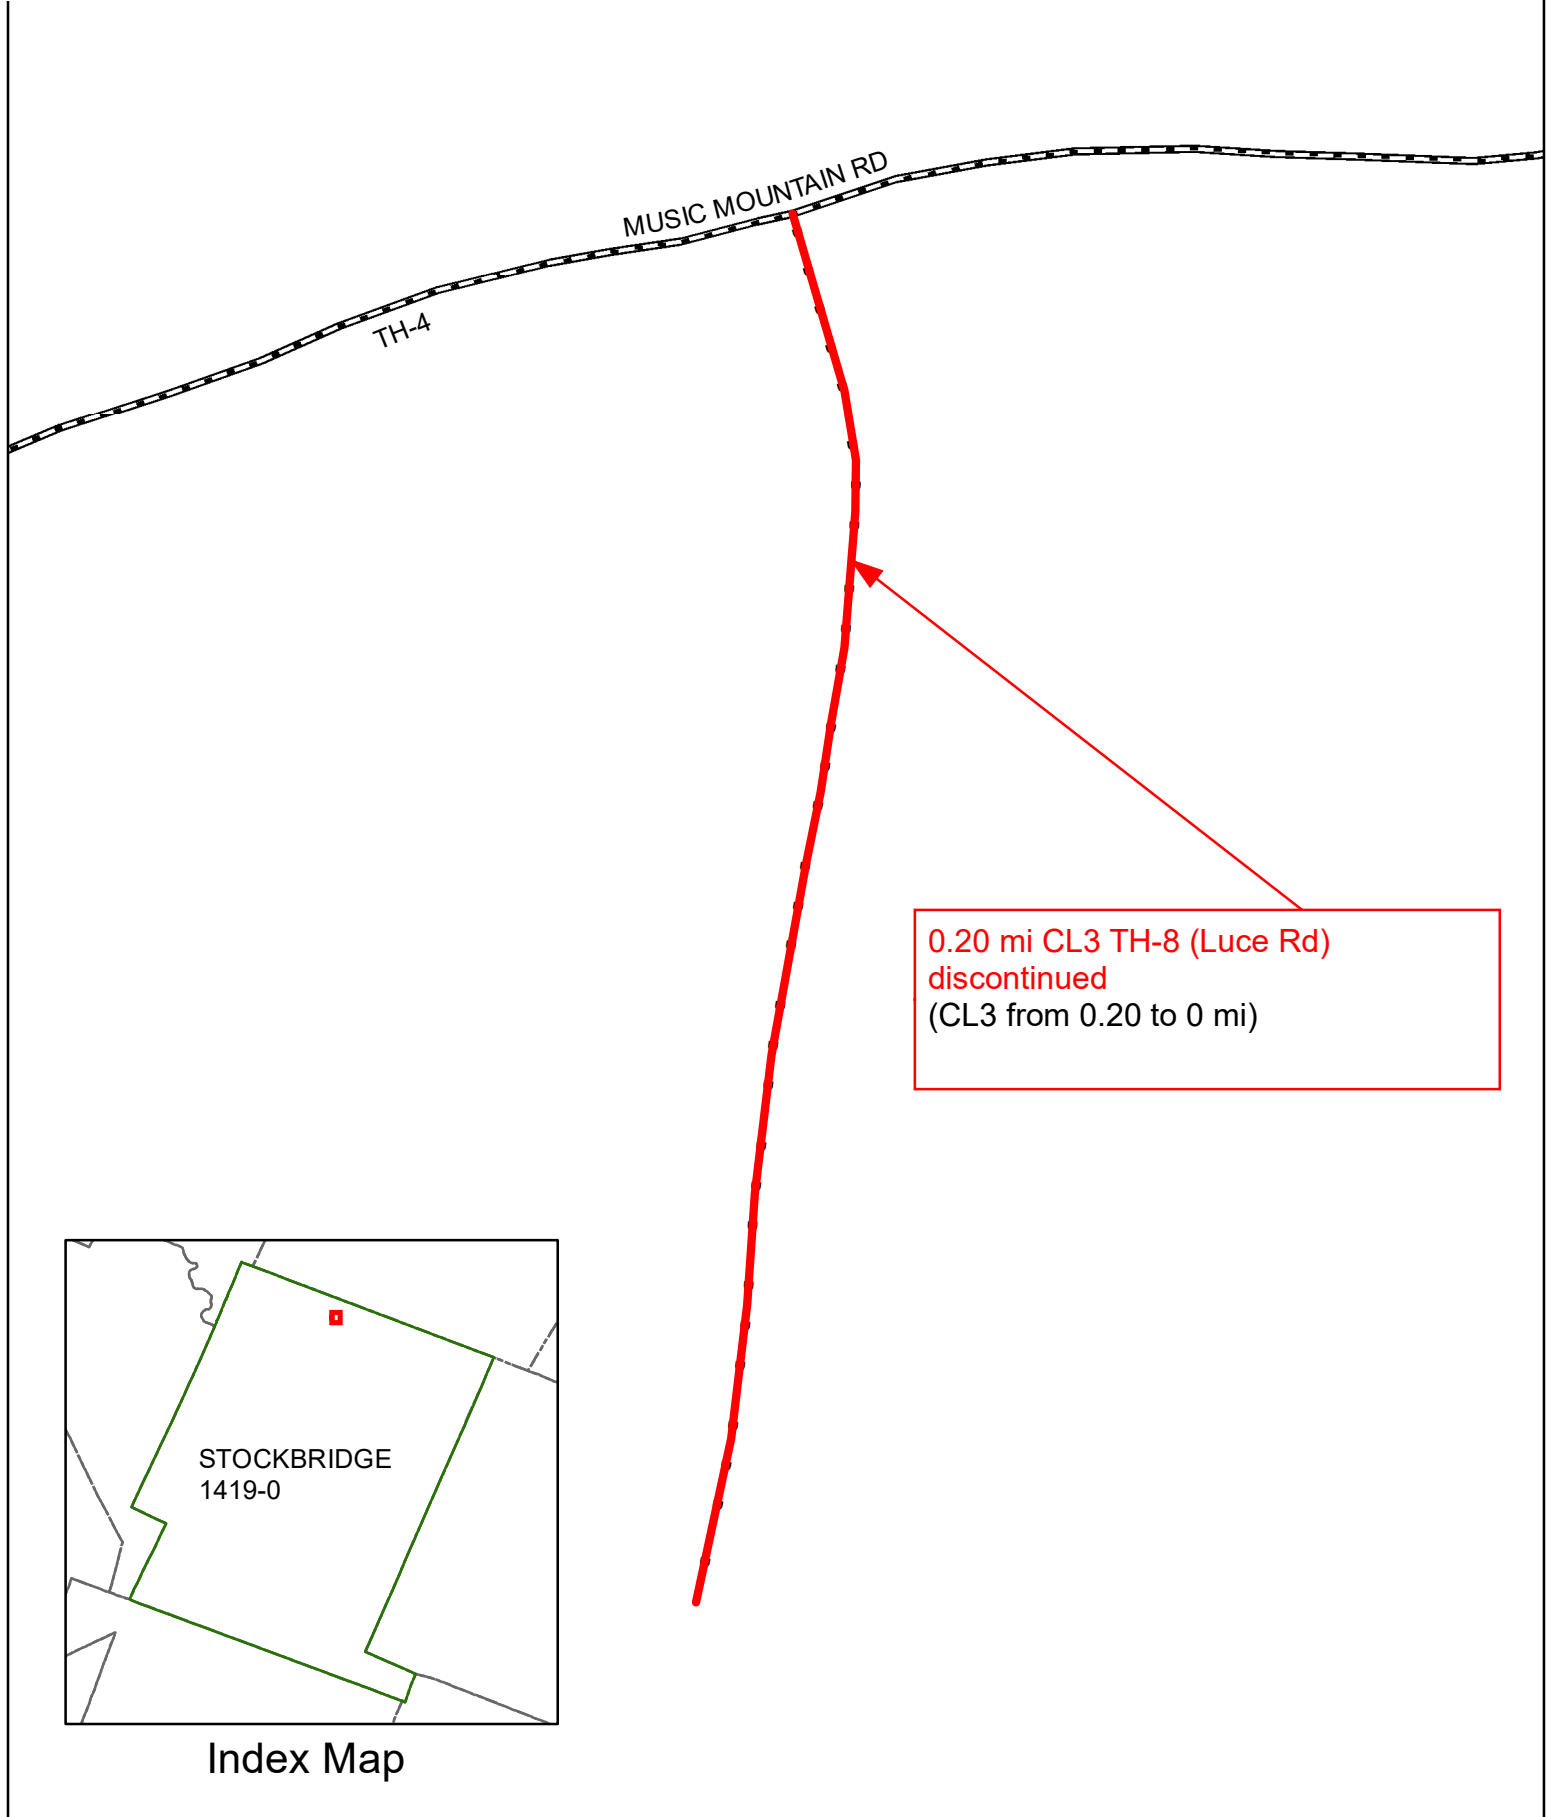 MUSIC MOUNTAIN RD
TH-4
0.20 mi CL3 TH-8 (Luce Rd)
discontinued
(CL3 from 0.20 to 0 mi)
STOCKBRIDGE
1419-0
Index Map